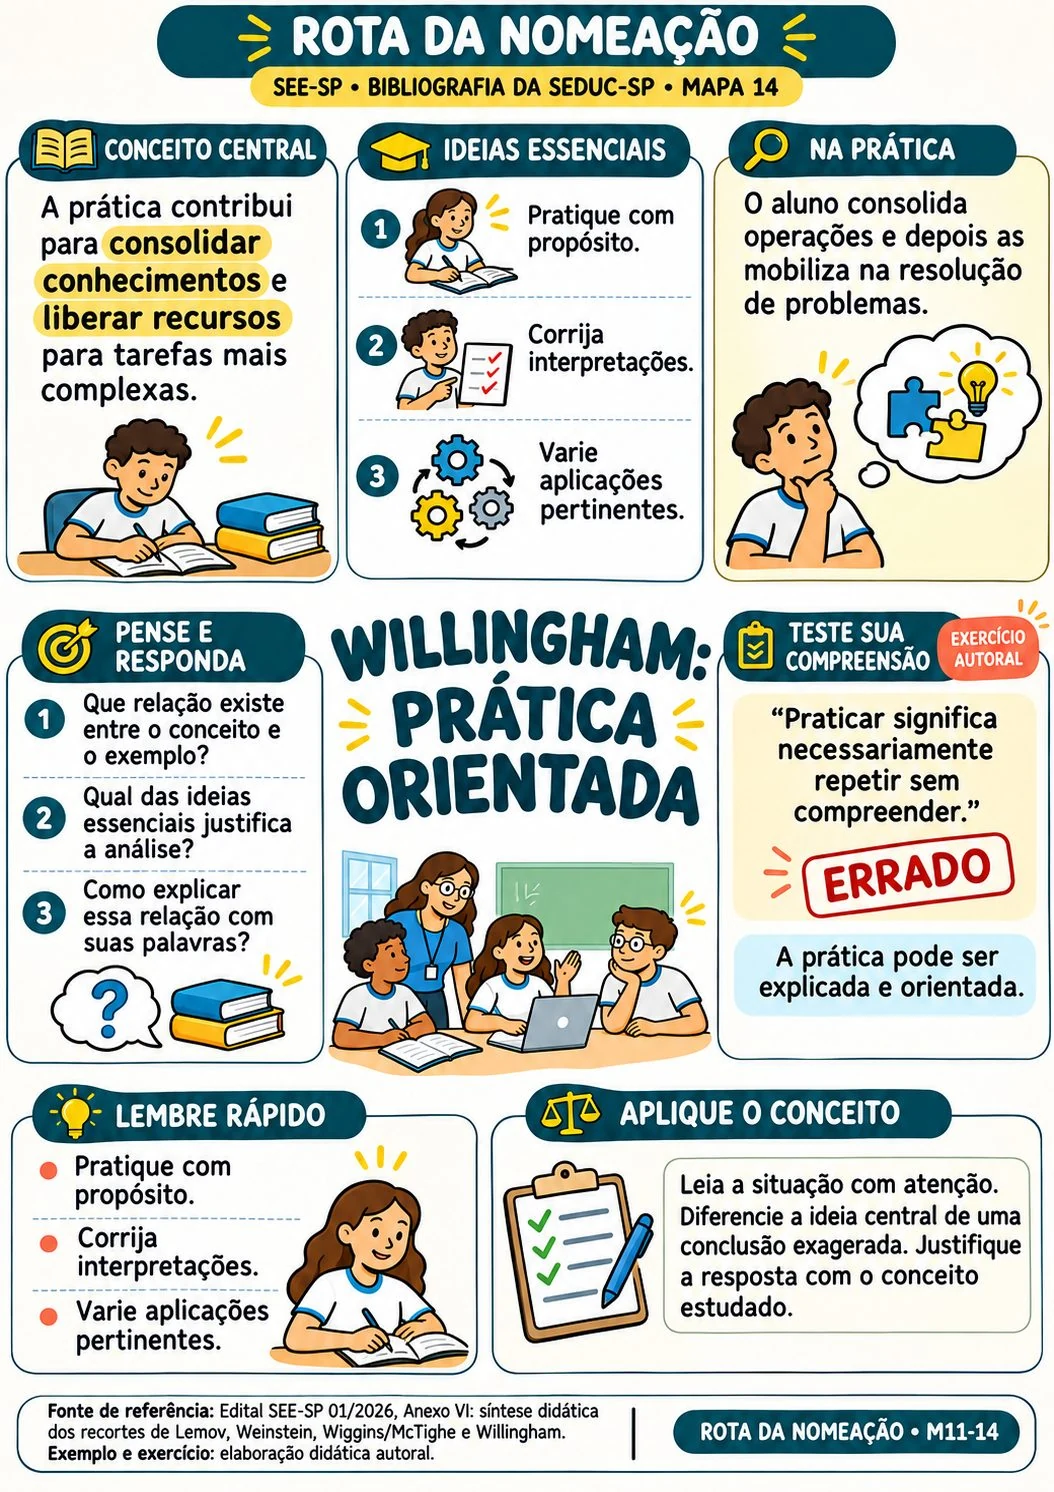 ROTA DA NOMEAÇÃO
SEE-SP • BIBLIOGRAFIA DA SEDUC-SP • MAPA 14
CONCEITO CENTRAL
A prática contribui
para consolidar
conhecimentos e
liberar recursos
para tarefas mais
complexas.
IDEIAS ESSENCIAIS
1
Pratique com
propósito.
2
Corrija
interpretações.
3
Varie
aplicações
pertinentes.
NA PRÁTICA
O aluno consolida
operações e depois as
mobiliza na resolução
de problemas.
PENSE E
RESPONDA
1
Que relação existe
entre o conceito e
o exemplo?
2
Qual das ideias
essenciais justifica
a análise?
3
Como explicar
essa relação com
suas palavras?
?
WILLINGHAM:
PRÁTICA
ORIENTADA
TESTE SUA
COMPREENSÃO
EXERCÍCIO
AUTORAL
“Praticar significa
necessariamente
repetir sem
compreender.”
ERRADO
A prática pode ser
explicada e orientada.
LEMBRE RÁPIDO
Pratique com
propósito.
Corrija
interpretações.
Varie aplicações
pertinentes.
APLIQUE O CONCEITO
Leia a situação com atenção.
Diferencie a ideia central de uma
conclusão exagerada. Justifique
a resposta com o conceito
estudado.
Fonte de referência: Edital SEE-SP 01/2026, Anexo VI: síntese didática
dos recortes de Lemov, Weinstein, Wiggins/McTighe e Willingham.
Exemplo e exercício: elaboração didática autoral.
ROTA DA NOMEAÇÃO • M11-14